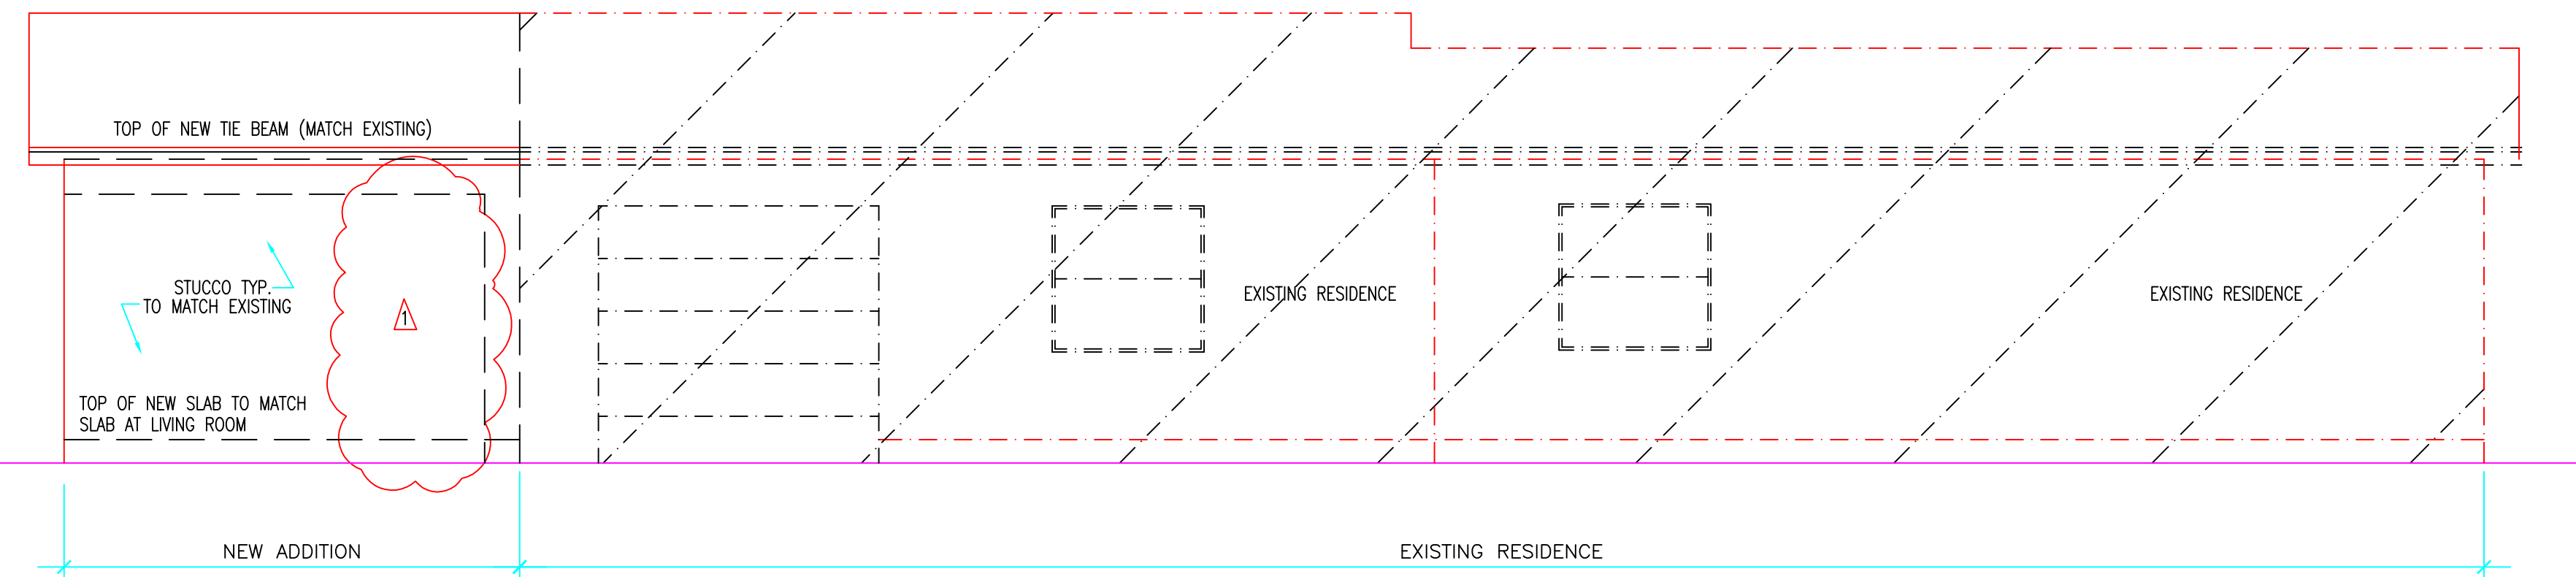 TOP OF NEW TIE BEAM (MATCH EXISTING)
STUCCO TYP.
TO MATCH EXISTING
1
EXISTING RESIDENCE
EXISTING RESIDENCE
TOP OF NEW SLAB TO MATCH
SLAB AT LIVING ROOM
NEW ADDITION
EXISTING RESIDENCE